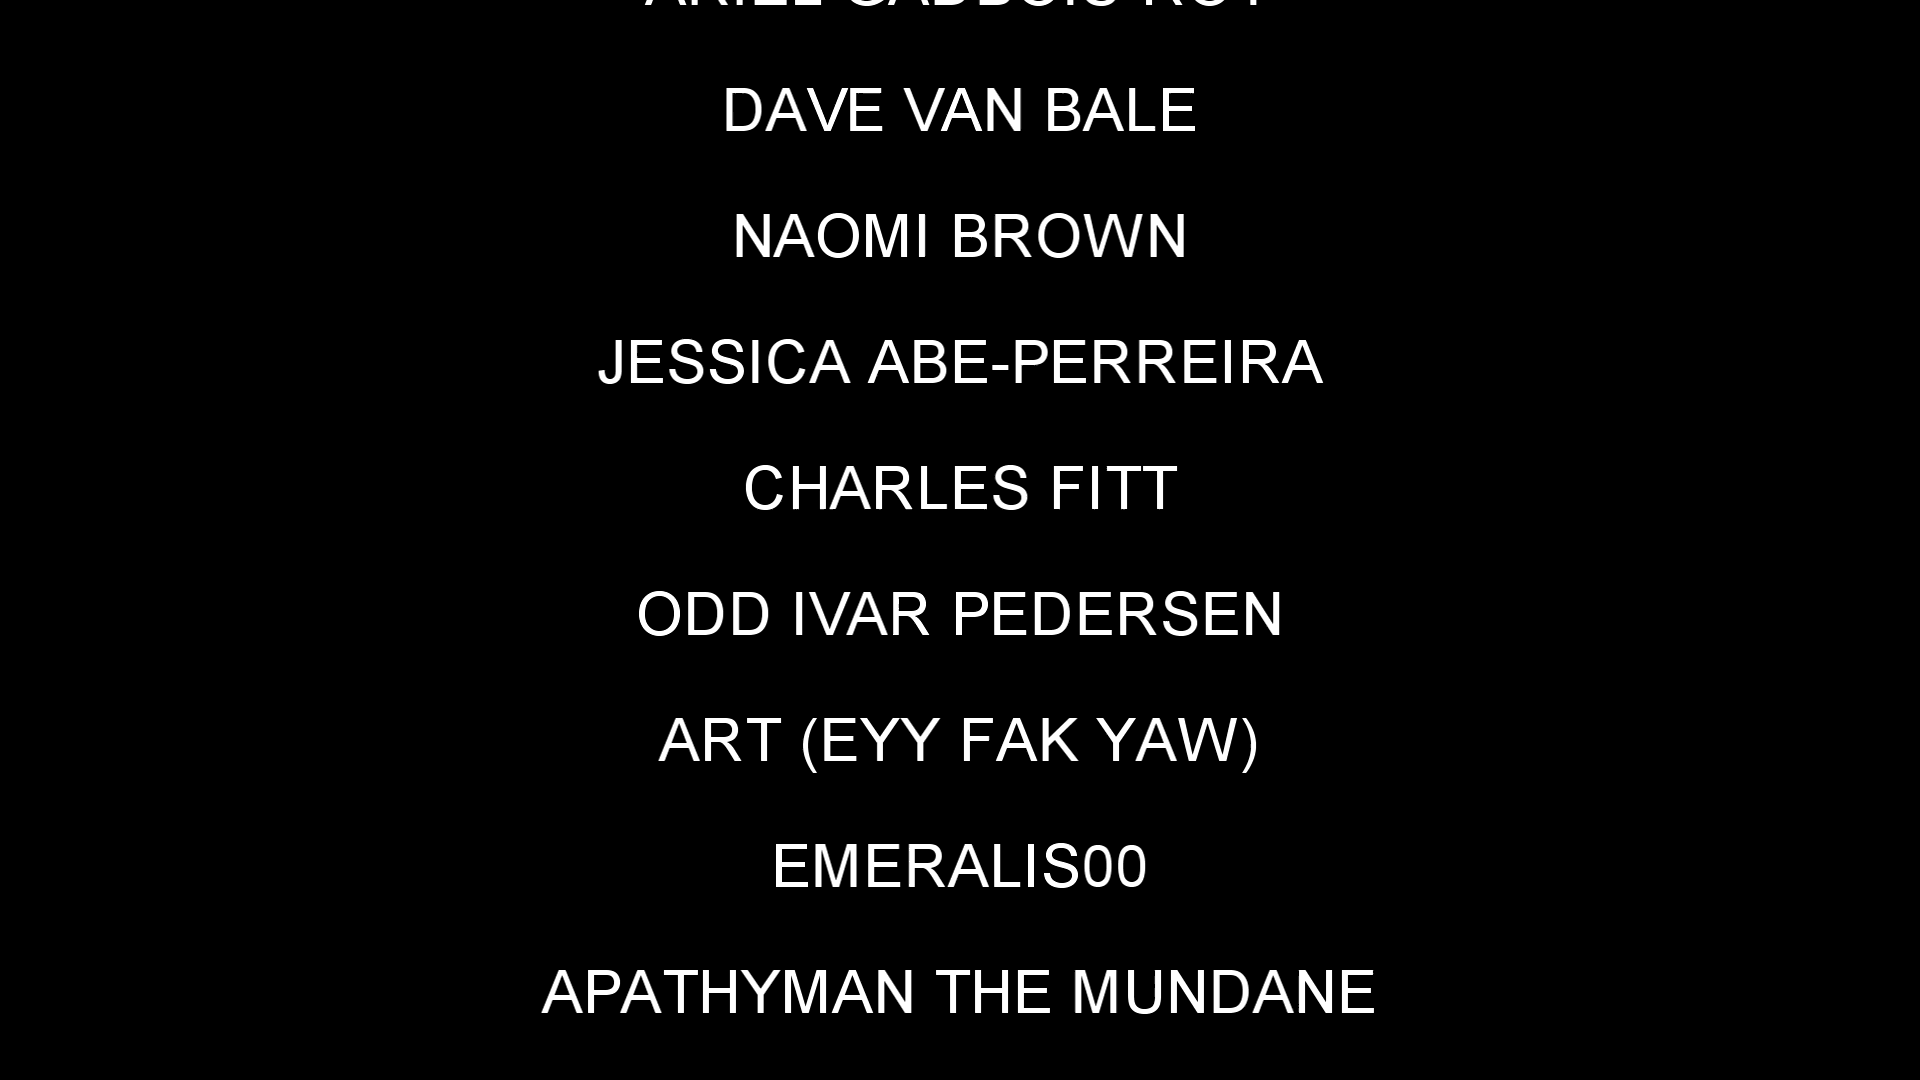 DAVE VAN BALE
NAOMI BROWN
JESSICA ABE-PERREIRA
CHARLES FITT
ODD IVAR PEDERSEN
ART (EYY FAK YAW)
EMERALIS00
APATHYMAN THE MUNDANE